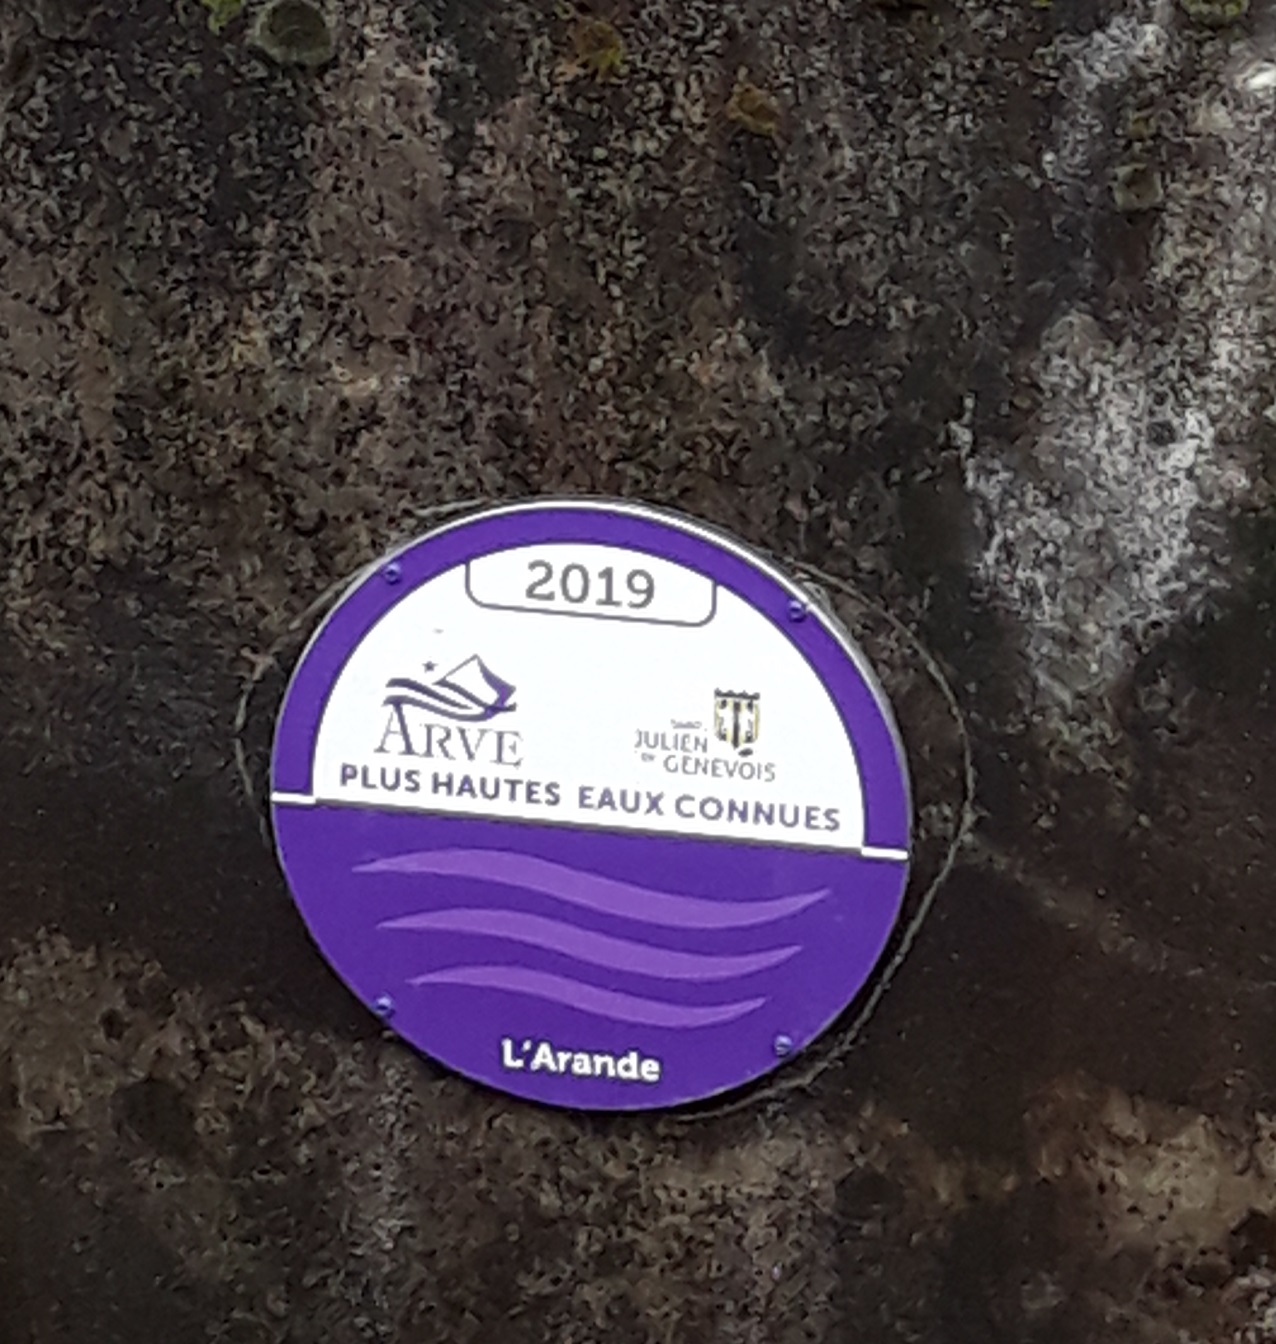 2019
ARVE
SAINT
JULIEN
EN GENEVOIS
PLUS HAUTES EAUX CONNUES
L'Arande